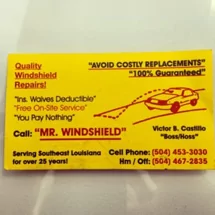 Quality
Windshield
Repairs!
"AVOID COSTLY REPLACEMENTS"
"100% Guaranteed"
"Ins. Waives Deductible"
"Free On-Site Service"
"You Pay Nothing"
Call: "MR. WINDSHIELD"
Victor B. Castillo
"Boss/Hoss"
Serving Southeast Louisiana
for over 25 years!
Cell Phone: (504) 453-3030
Hm / Off: (504) 467-2835